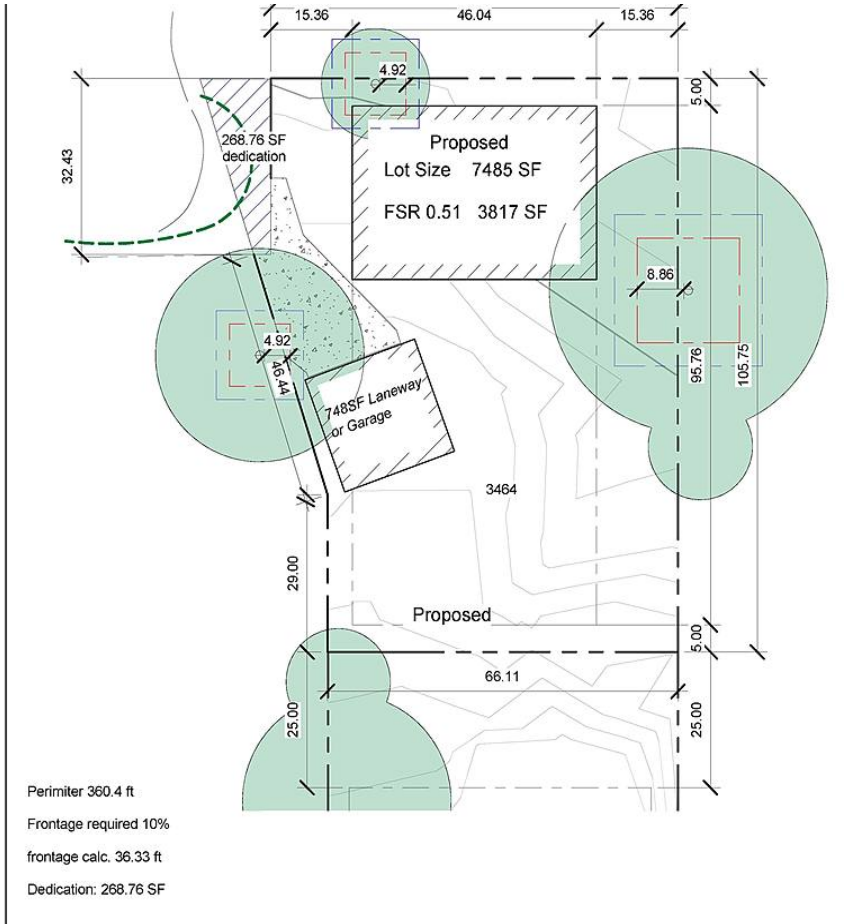 15.36
46.04
15.36
4.92
5.00
268.76 SF
dedication
Proposed
Lot Size 7485 SF
FSR 0.51 3817 SF
32.43
8.86
4.92
46.44
95.76
105.75
748SF Laneway
or Garage
3464
29.00
Proposed
5.00
66.11
25.00
25.00
Perimiter 360.4 ft
Frontage required 10%
frontage calc. 36.33 ft
Dedication: 268.76 SF